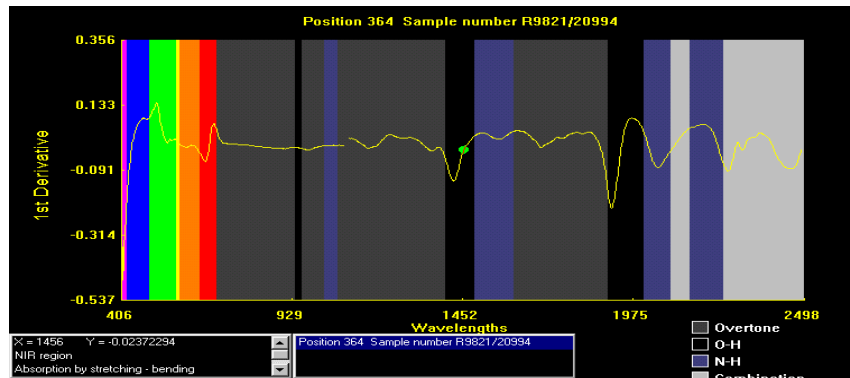 Position 364 Sample number R9821/20994
0.356
0.133
-0.091
-0.314
-0.537
1st Derivative
406
929
1452
1975
2498
Wavelengths
Overtone
O-H
N-H
Combination
X = 1456 Y = -0.02372294
NIR region
Absorption by stretching - bending
Position 364 Sample number R9821/20994